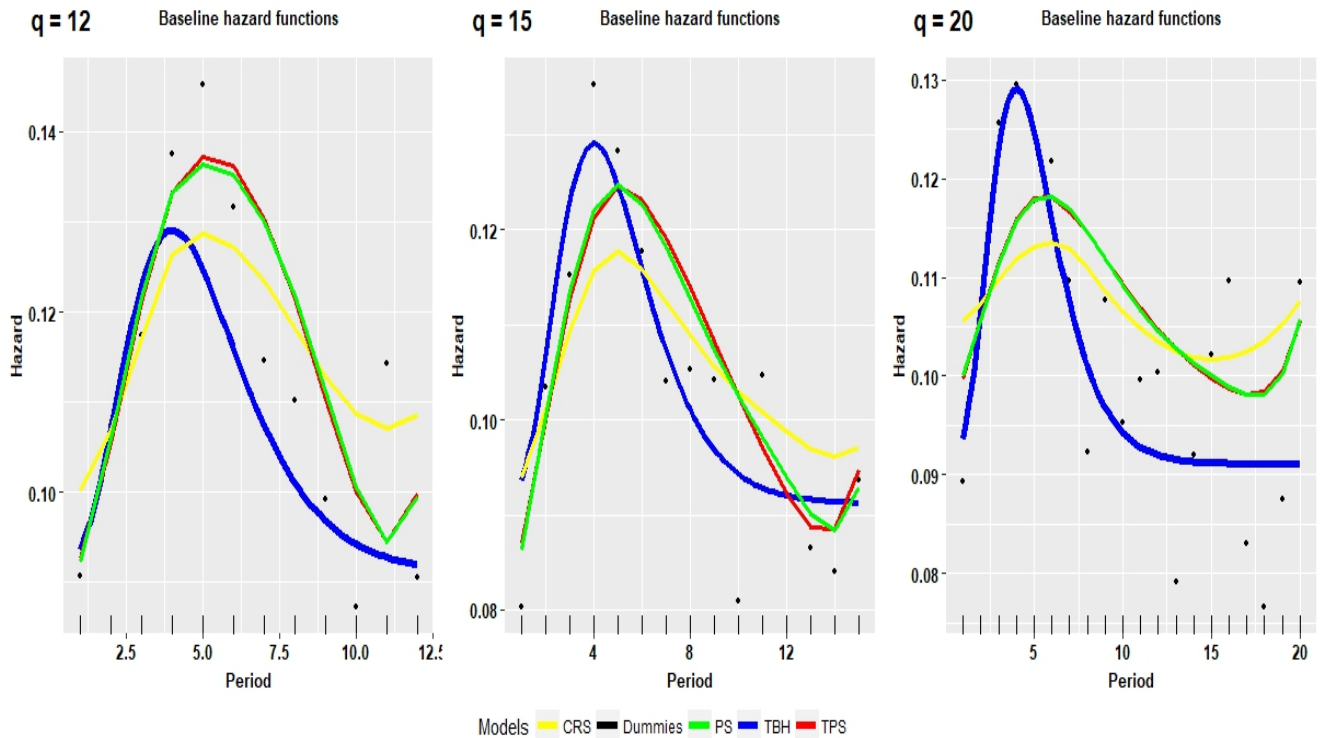 q = 12
Baseline hazard functions
q = 15
Baseline hazard functions
q = 20
Baseline hazard functions
Hazard
0.14
0.12
0.10
2.5
5.0
7.5
10.0
12.5
Period
Hazard
0.12
0.10
0.08
4
8
12
Period
Hazard
0.13
0.12
0.11
0.10
0.09
0.08
5
10
15
20
Period
Models CRS Dummies PS TBH TPS